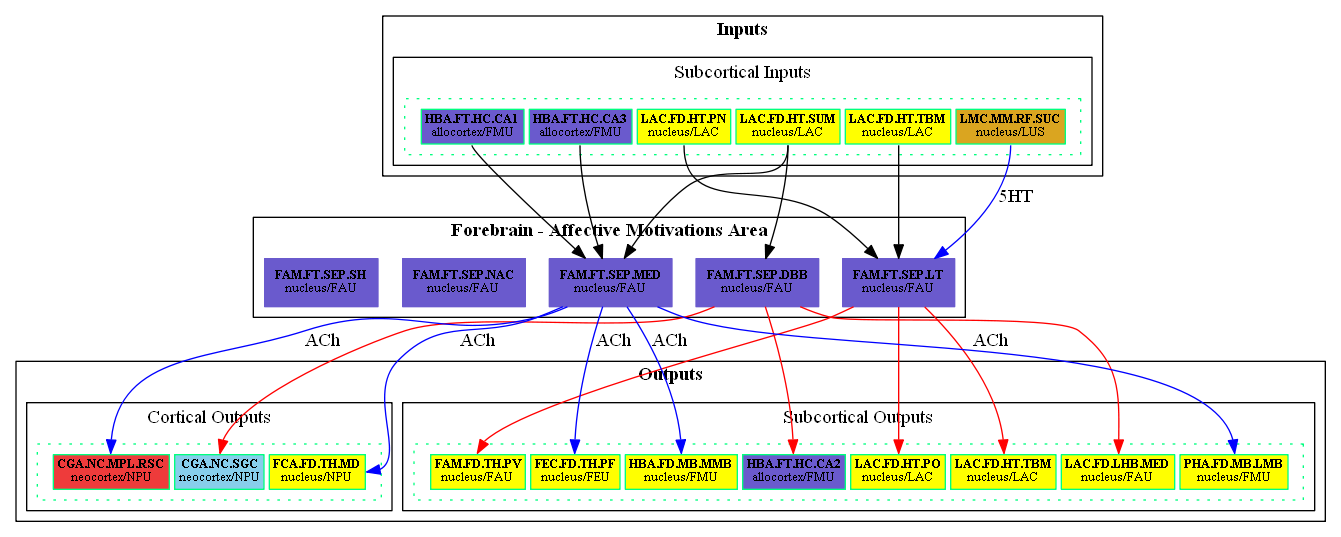 Inputs
Subcortical Inputs
HBA.FT.HC.CA1
allocortex/FMU
HBA.FT.HC.CA3
allocortex/FMU
LAC.FD.HT.PN
nucleus/LAC
LAC.FD.HT.SUM
nucleus/LAC
LAC.FD.HT.TBM
nucleus/LAC
LMC.MM.RF.SUC
nucleus/LUS
5HT
Forebrain - Affective Motivations Area
FAM.FT.SEP.SH
nucleus/FAU
FAM.FT.SEP.NAC
nucleus/FAU
FAM.FT.SEP.MED
nucleus/FAU
FAM.FT.SEP.DBB
nucleus/FAU
FAM.FT.SEP.LT
nucleus/FAU
ACh
ACh
ACh
ACh
ACh
Outputs
Cortical Outputs
CGA.NC.MPL.RSC
neocortex/NPU
CGA.NC.SGC
neocortex/NPU
FCA.FD.TH.MD
nucleus/NPU
Subcortical Outputs
FAM.FD.TH.PV
nucleus/FAU
FEC.FD.TH.PF
nucleus/FEU
HBA.FD.MB.MMB
nucleus/FMU
HBA.FT.HC.CA2
allocortex/FMU
LAC.FD.HT.PO
nucleus/LAC
LAC.FD.HT.TBM
nucleus/LAC
LAC.FD.LHB.MED
nucleus/FAU
PHA.FD.MB.LMB
nucleus/FMU